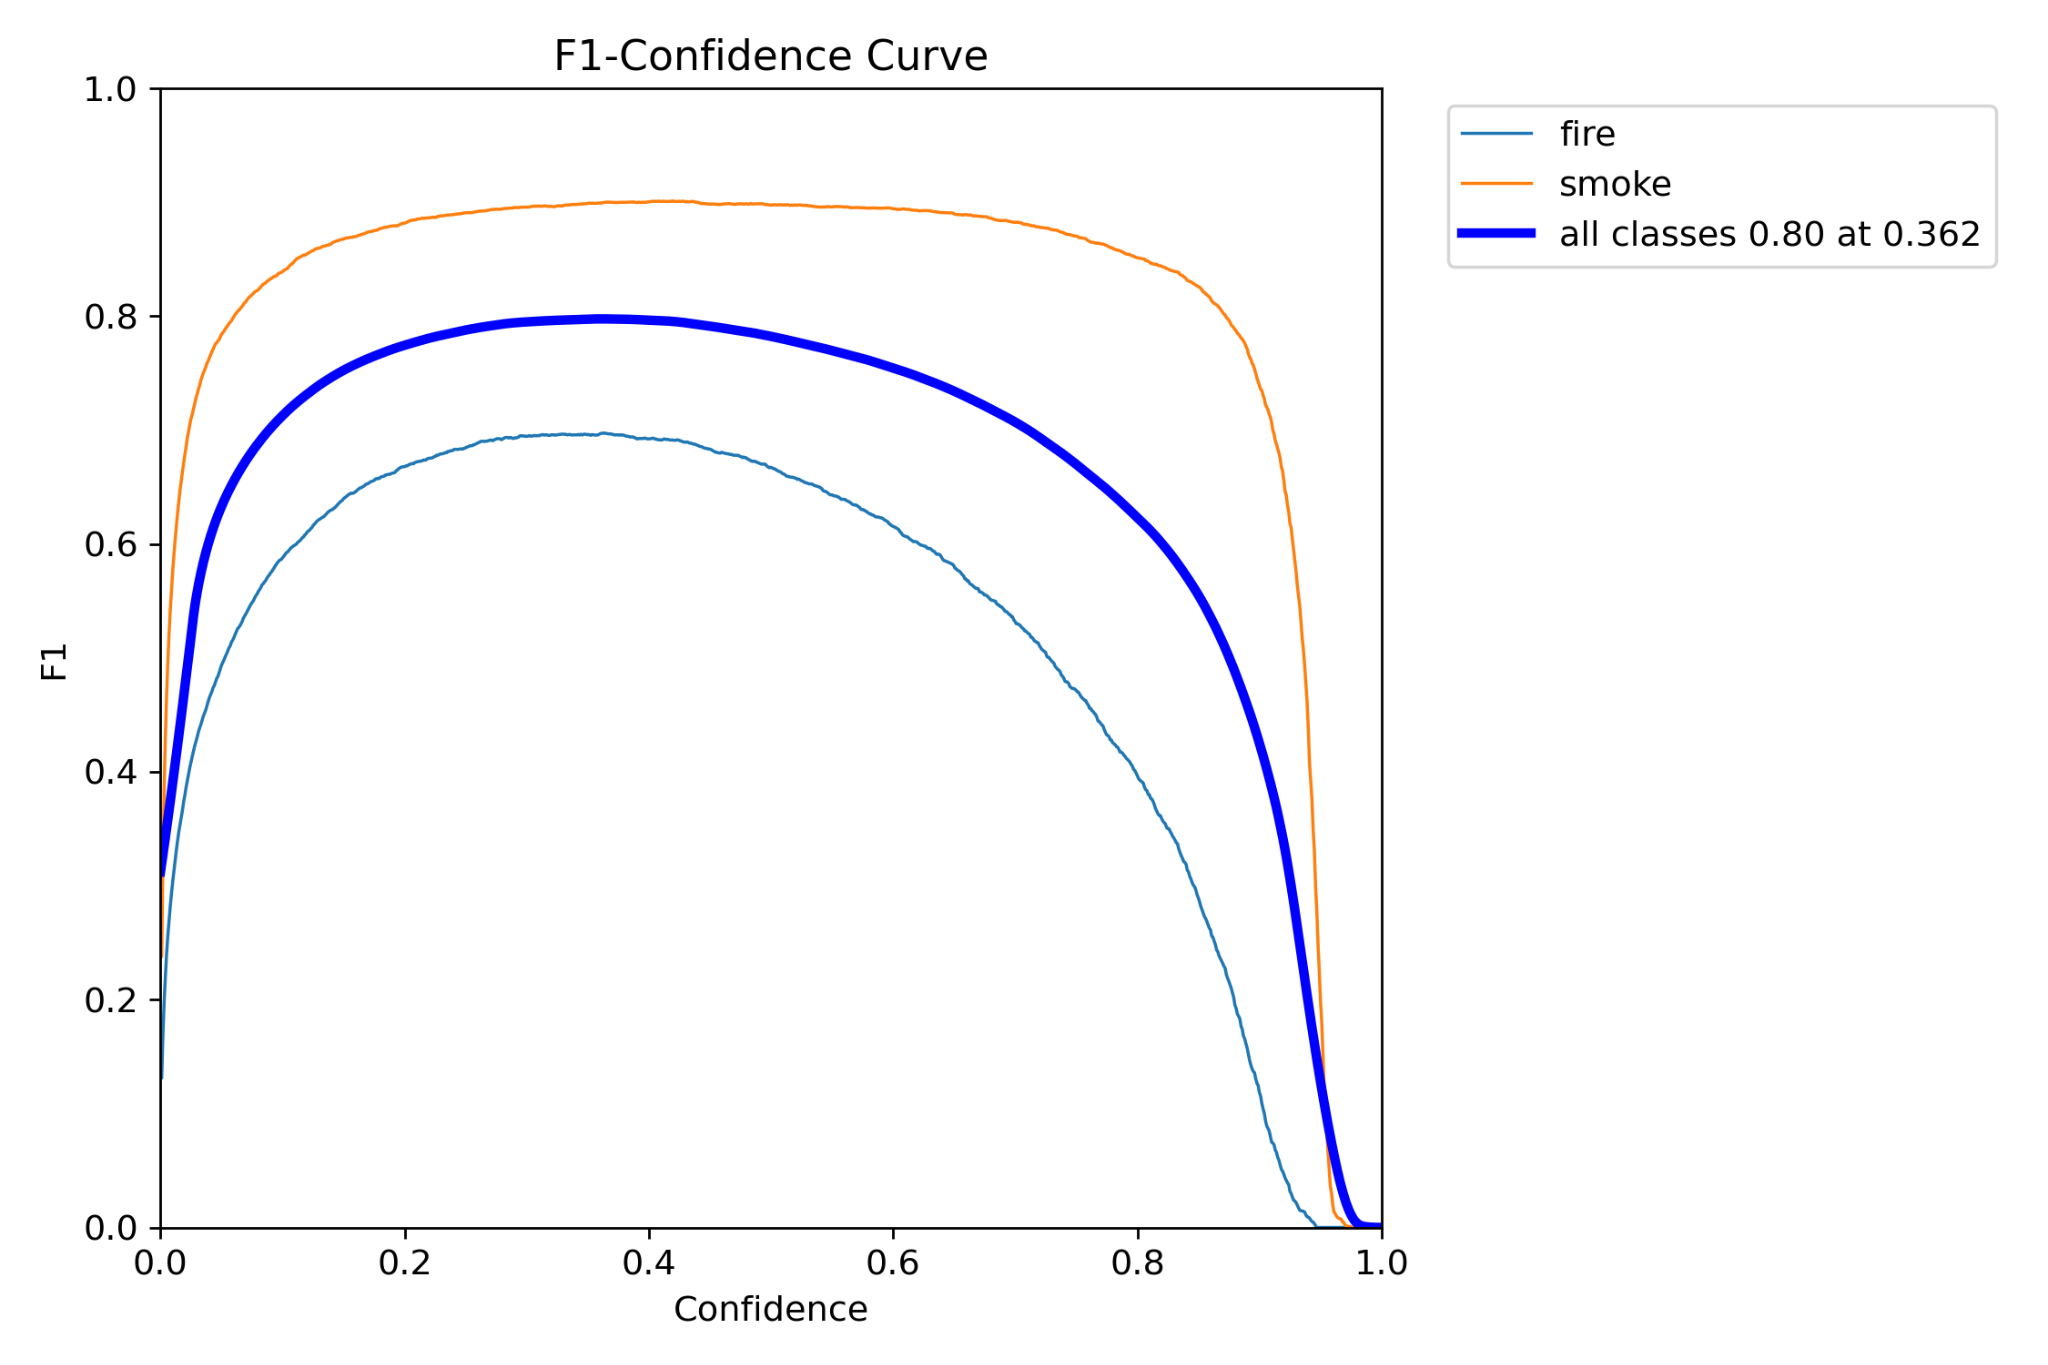 F1-Confidence Curve
1.0
0.8
0.6
0.4
0.2
0.0
F1
0.0 0.2 0.4 0.6 0.8 1.0
Confidence
fire
smoke
all classes 0.80 at 0.362